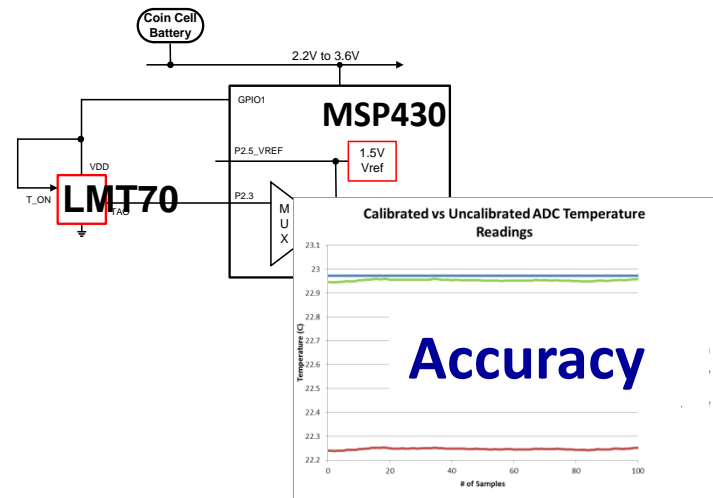 Coin Cell
Battery
2.2V to 3.6V
GPIO1
MSP430
P2.5_VREF
1.5V
Vref
VDD
T_ON
LMT70
TAO
P2.3
M
U
X
Calibrated vs Uncalibrated ADC Temperature
Readings
23.1
23
22.9
22.8
22.7
22.6
22.5
22.4
22.3
22.2
Temperature (C)
Accuracy
0 20 40 60 80 100
# of Samples